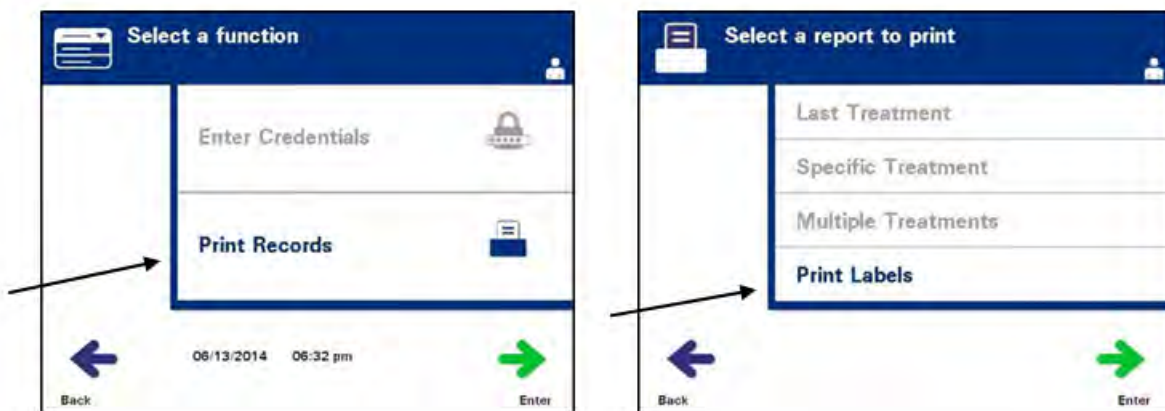 Select a function
Enter Credentials
Print Records
06/13/2014 06:32 pm
Back
Enter
Select a report to print
Last Treatment
Specific Treatment
Multiple Treatments
Print Labels
Back
Enter